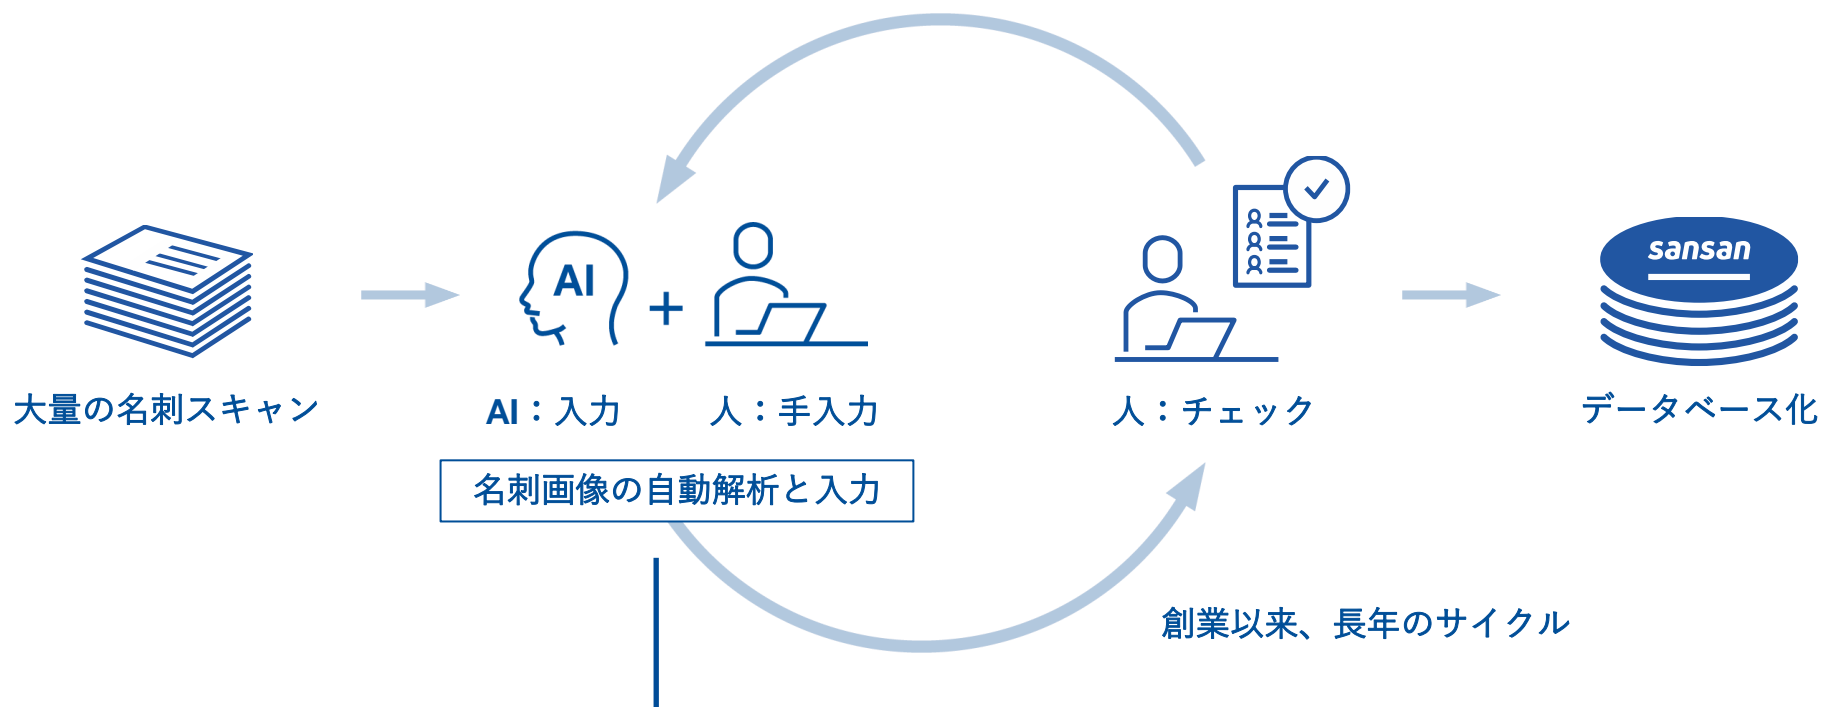 AI
sansan
大量の名刺スキャン
AI：入力
人：手入力
人：チェック
データベース化
名刺画像の自動解析と入力
創業以来、長年のサイクル